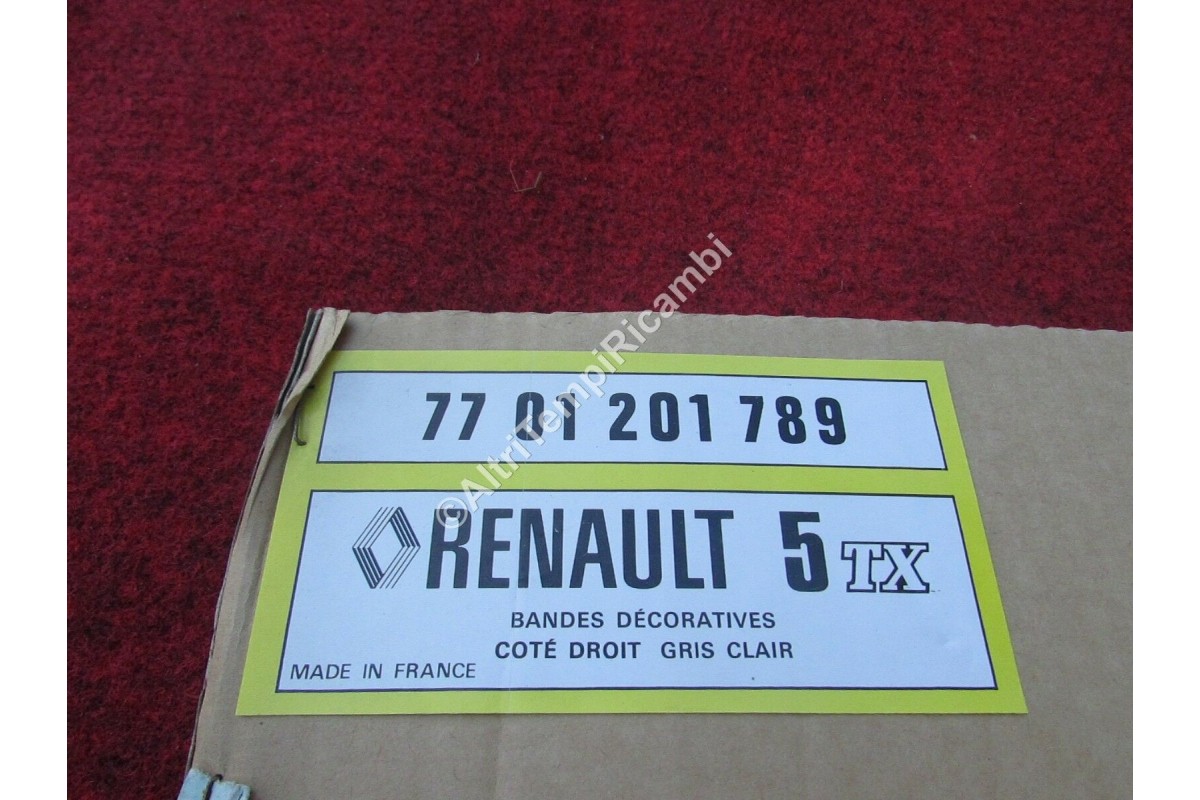 77 01 201 789
RENAULT 5 TX
BANDES DÉCORATIVES
COTÉ DROIT GRIS CLAIR
MADE IN FRANCE
©AltriTempiRicambi